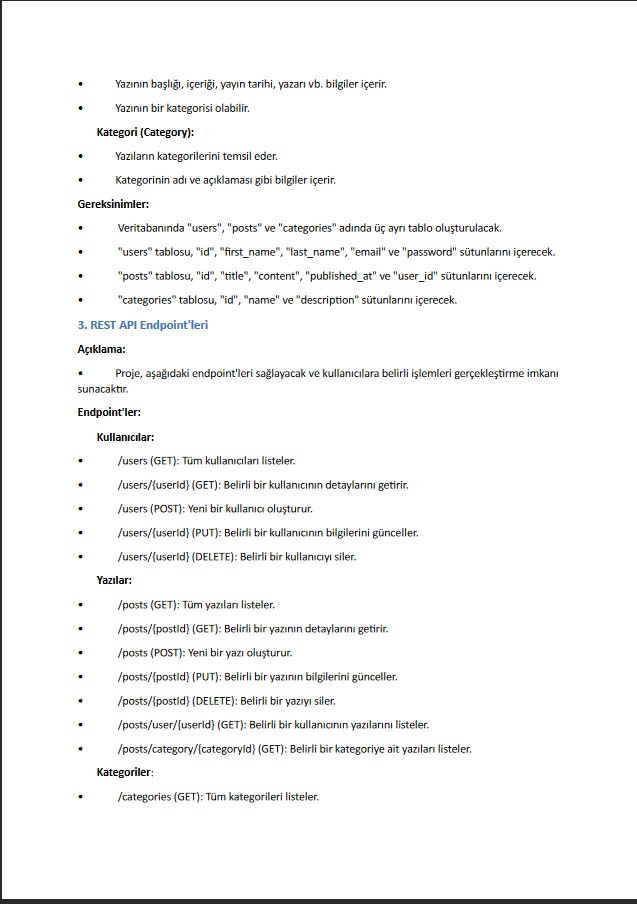 • Yazının başlığı, içeriği, yayın tarihi, yazarı vb. bilgiler içerir.
• Yazının bir kategorisi olabilir.
Kategori (Category):
• Yazıların kategorilerini temsil eder.
• Kategorinin adı ve açıklaması gibi bilgiler içerir.
Gereksinimler:
• Veritabanında "users", "posts" ve "categories" adında üç ayrı tablo oluşturulacak.
• "users" tablosu, "id", "first_name", "last_name", "email" ve "password" sütunlarını içerecek.
• "posts" tablosu, "id", "title", "content", "published_at" ve "user_id" sütunlarını içerecek.
• "categories" tablosu, "id", "name" ve "description" sütunlarını içerecek.
3. REST API Endpoint'leri
Açıklama:
• Proje, aşağıdaki endpoint'leri sağlayacak ve kullanıcılara belirli işlemleri gerçekleştirme imkanı
sunacaktır.
Endpoint'ler:
Kullanıcılar:
• /users (GET): Tüm kullanıcıları listeler.
• /users/{userId} (GET): Belirli bir kullanıcının detaylarını getirir.
• /users (POST): Yeni bir kullanıcı oluşturur.
• /users/{userId} (PUT): Belirli bir kullanıcının bilgilerini günceller.
• /users/{userId} (DELETE): Belirli bir kullanıcıyı siler.
Yazılar:
• /posts (GET): Tüm yazıları listeler.
• /posts/{postId} (GET): Belirli bir yazının detaylarını getirir.
• /posts (POST): Yeni bir yazı oluşturur.
• /posts/{postId} (PUT): Belirli bir yazının bilgilerini günceller.
• /posts/{postId} (DELETE): Belirli bir yazıyı siler.
• /posts/user/{userId} (GET): Belirli bir kullanıcının yazılarını listeler.
• /posts/category/{categoryId} (GET): Belirli bir kategoriye ait yazıları listeler.
Kategoriler:
• /categories (GET): Tüm kategorileri listeler.